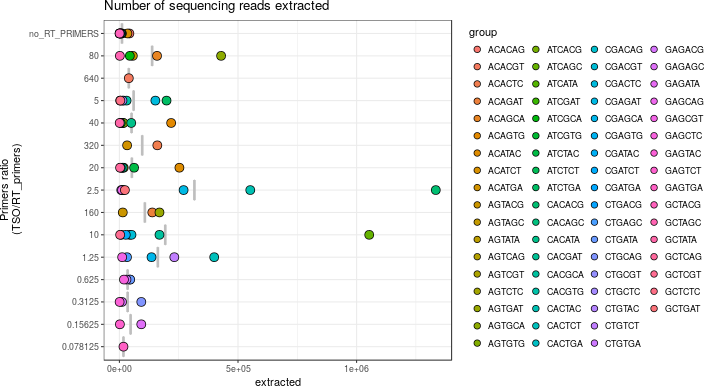 Number of sequencing reads extracted
Primers ratio
(TSO/RT_primers)
no_RT_PRIMERS
80
640
5
40
320
20
2.5
160
10
1.25
0.625
0.3125
0.15625
0.078125
0e+00
5e+05
1e+06
extracted
group
ACACAG
ACACGT
ACACTC
ACAGAT
ACAGCA
ACAGTG
ACATAC
ACATCT
ACATGA
AGTACG
AGTAGC
AGTATA
AGTCAG
AGTCGT
AGTCTC
AGTGAT
AGTGCA
AGTGTG
ATCACG
ATCAGC
ATCATA
ATCGAT
ATCGCA
ATCGTG
ATCTAC
ATCTCT
ATCTGA
CACACG
CACAGC
CACATA
CACGAT
CACGCA
CACGTG
CACTAC
CACTCT
CACTGA
CGACAG
CGACGT
CGACTC
CGAGAT
CGAGCA
CGAGTG
CGATAC
CGATCT
CGATGA
CTGACG
CTGAGC
CTGATA
CTGCAG
CTGCGT
CTGCTC
CTGTAC
CTGTCT
CTGTGA
GAGACG
GAGAGC
GAGATA
GAGCAG
GAGCGT
GAGCTC
GAGTAC
GAGTCT
GAGTGA
GCTACG
GCTAGC
GCTATA
GCTCAG
GCTCGT
GCTCTC
GCTGAT